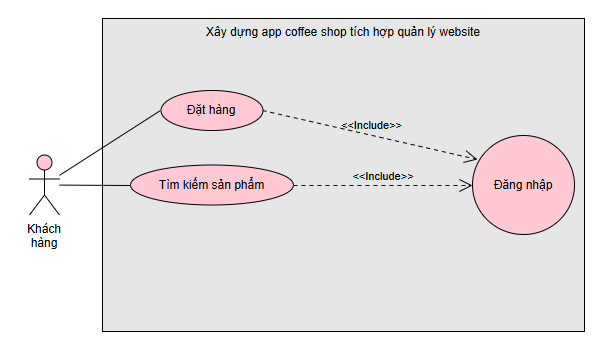 Xây dựng app coffee shop tích hợp quản lý website
Đặt hàng
<<Include>>
Tìm kiếm sản phẩm
<<Include>>
Đăng nhập
Khách
hàng